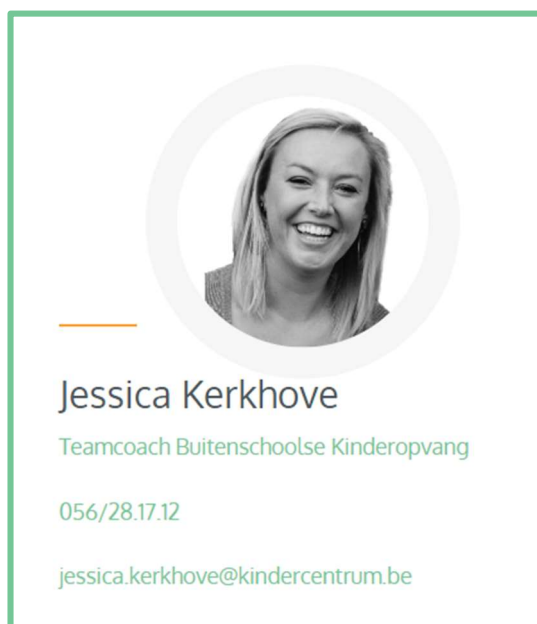 Jessica Kerkhove
Teamcoach Buitenschoolse Kinderopvang
056/28.17.12
jessica.kerkhove@kindercentrum.be